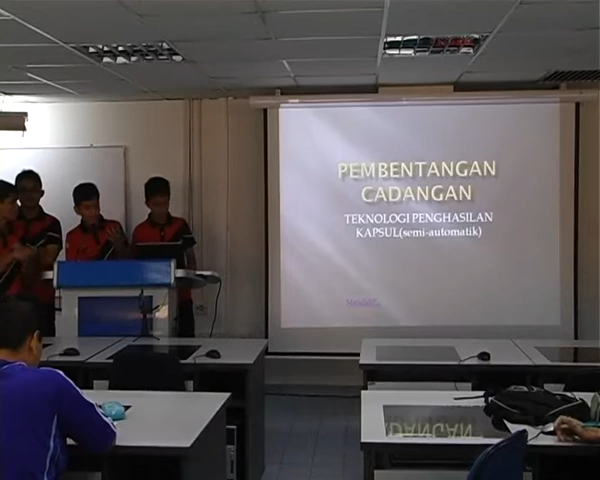 PEMBENTANGAN
CADANGAN
TEKNOLOGI PENGHASILAN
KAPSUL(semi-automatik)